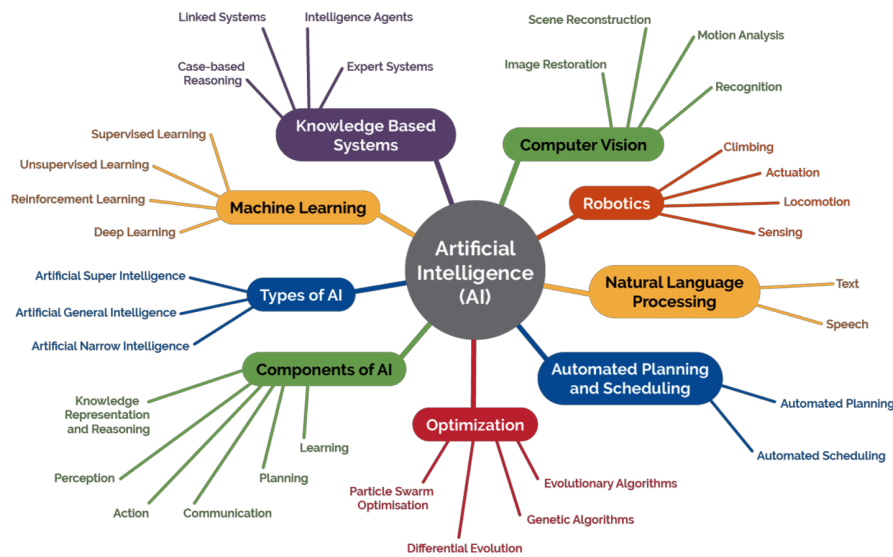 Linked Systems
Intelligence Agents
Case-based
Reasoning
Expert Systems
Knowledge Based
Systems
Scene Reconstruction
Motion Analysis
Image Restoration
Recognition
Computer Vision
Supervised Learning
Unsupervised Learning
Reinforcement Learning
Deep Learning
Machine Learning
Climbing
Actuation
Locomotion
Sensing
Robotics
Artificial
Intelligence
(AI)
Artificial Super Intelligence
Artificial General Intelligence
Artificial Narrow Intelligence
Types of AI
Natural Language
Processing
Text
Speech
Components of AI
Knowledge
Representation
and Reasoning
Perception
Action
Communication
Planning
Learning
Optimization
Particle Swarm
Optimisation
Differential Evolution
Genetic Algorithms
Evolutionary Algorithms
Automated Planning
and Scheduling
Automated Planning
Automated Scheduling